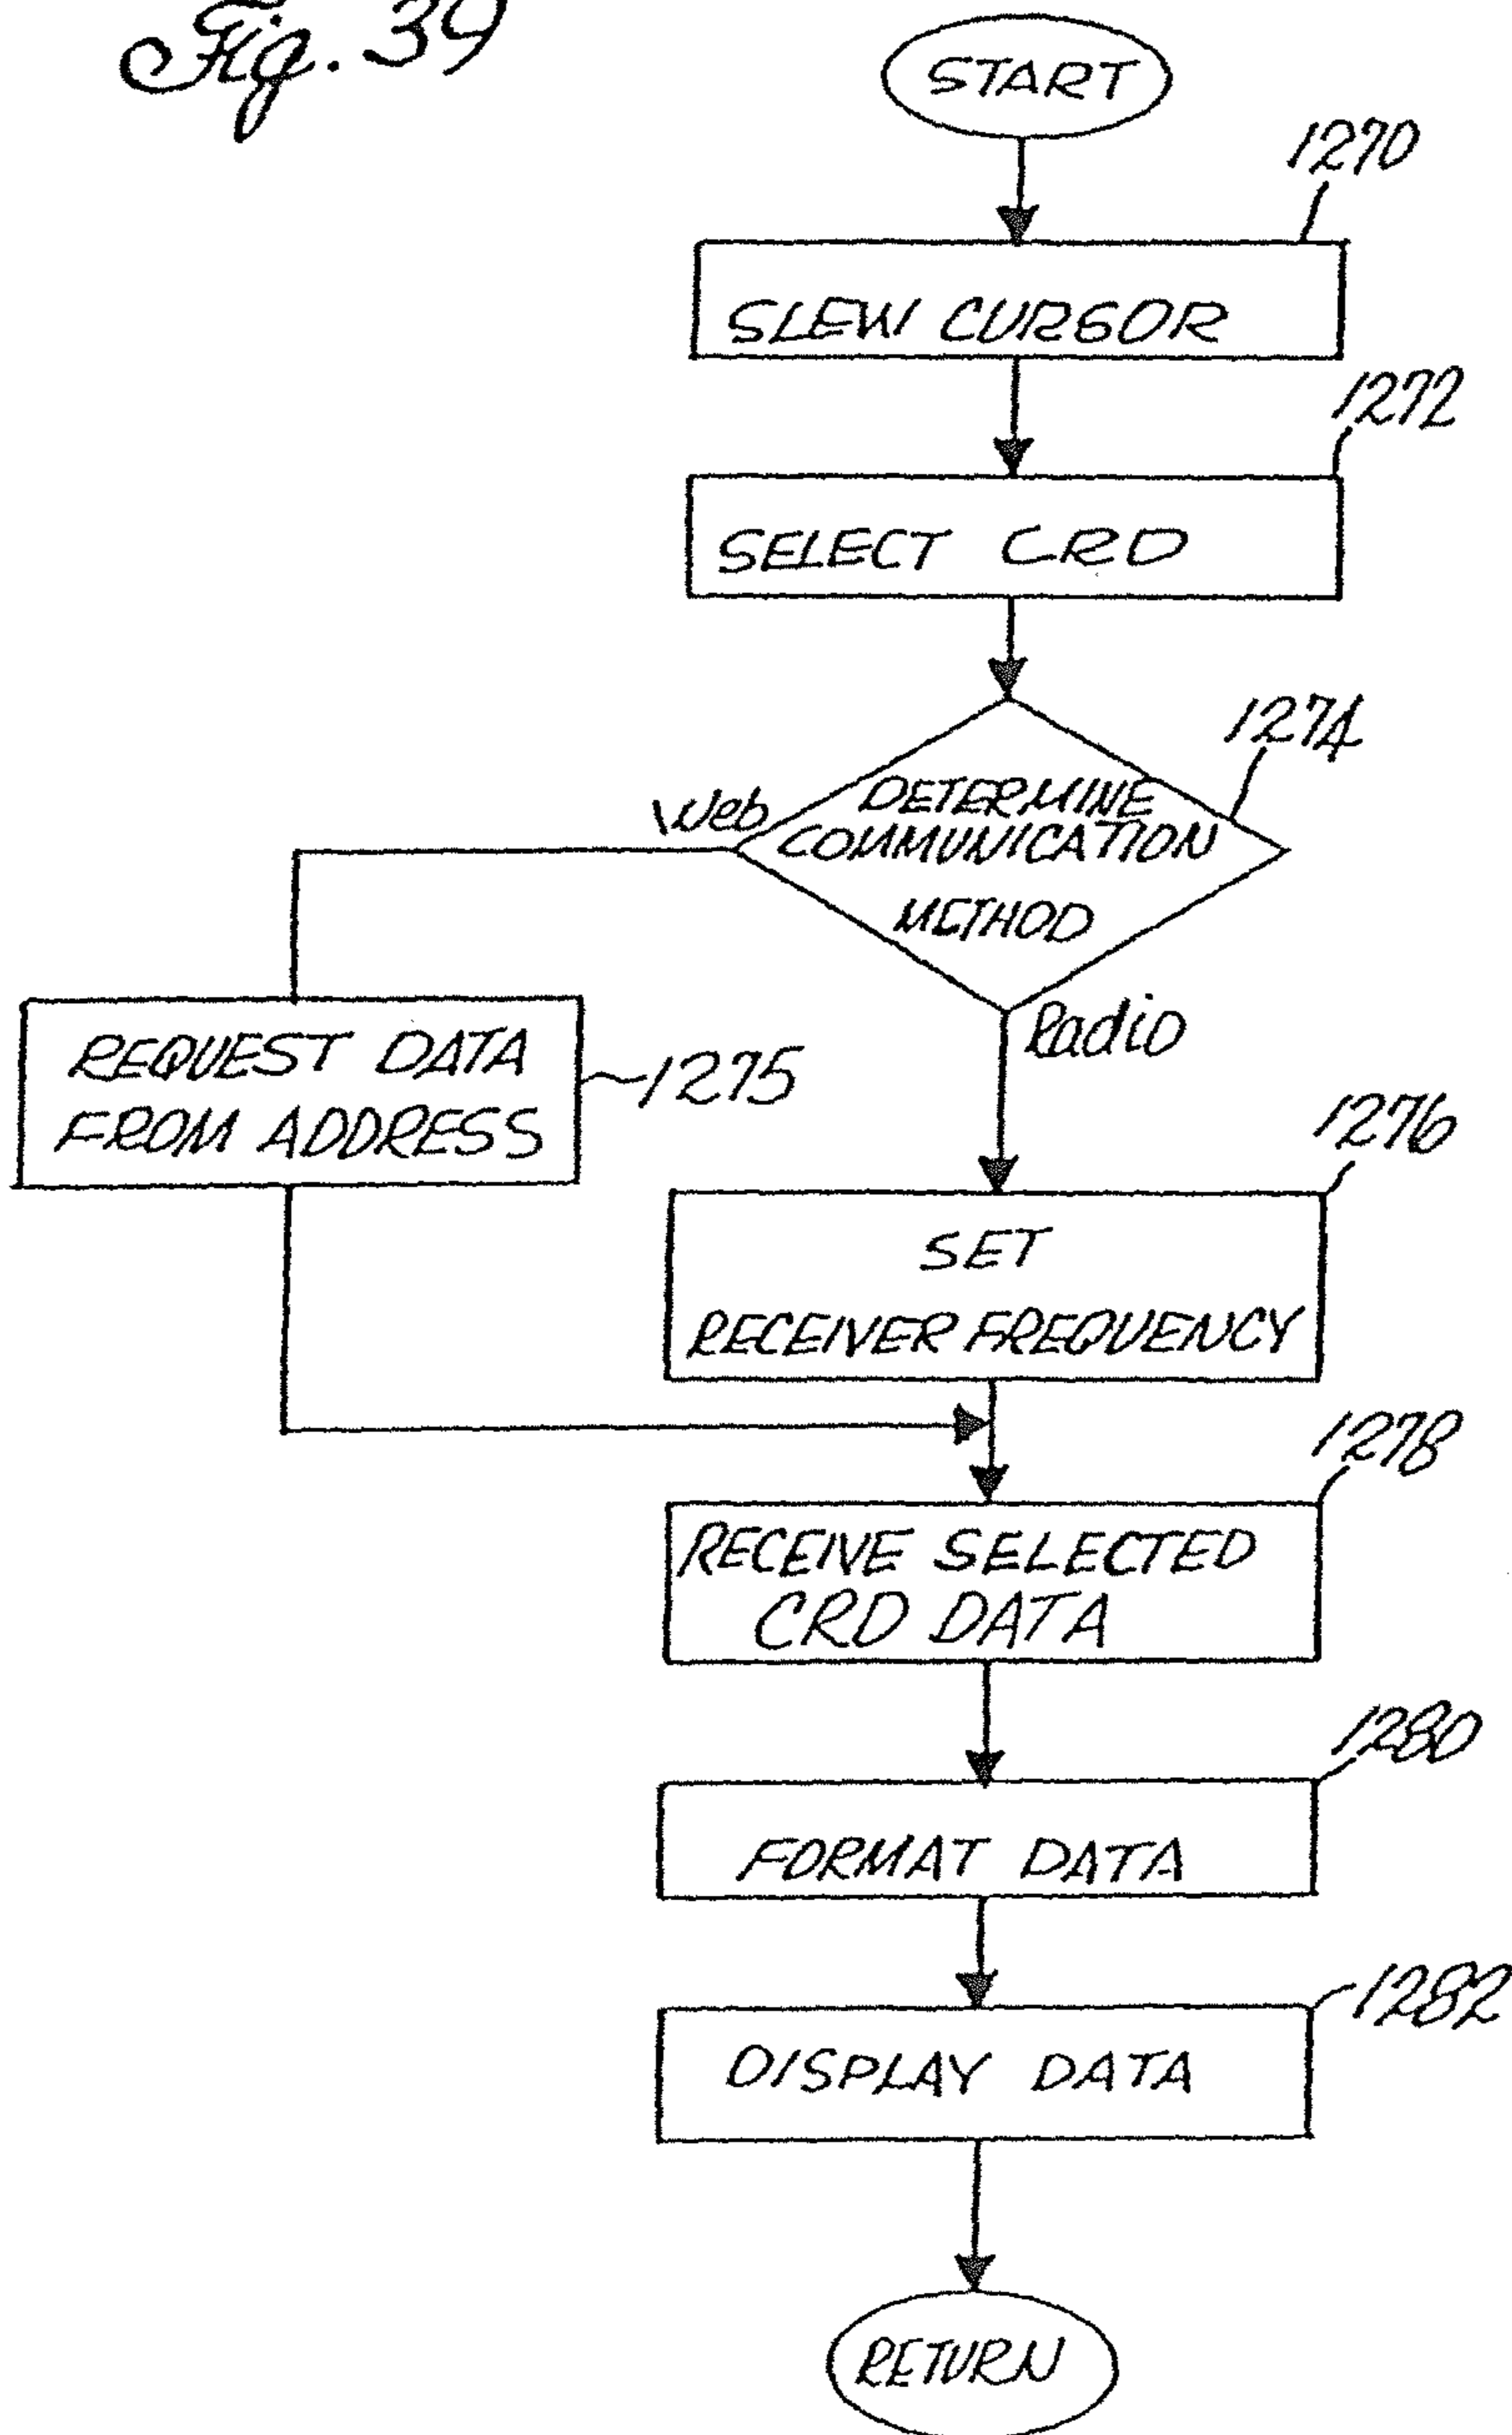 Fig. 39
START
1270
SLEW CURSOR
1272
SELECT CRD
1274
Web
DETERMINE
COMMUNICATION
METHOD
Radio
REQUEST DATA
FROM ADDRESS
1275
1276
SET
RECEIVER FREQUENCY
1278
RECEIVE SELECTED
CRD DATA
1280
FORMAT DATA
1282
DISPLAY DATA
RETURN